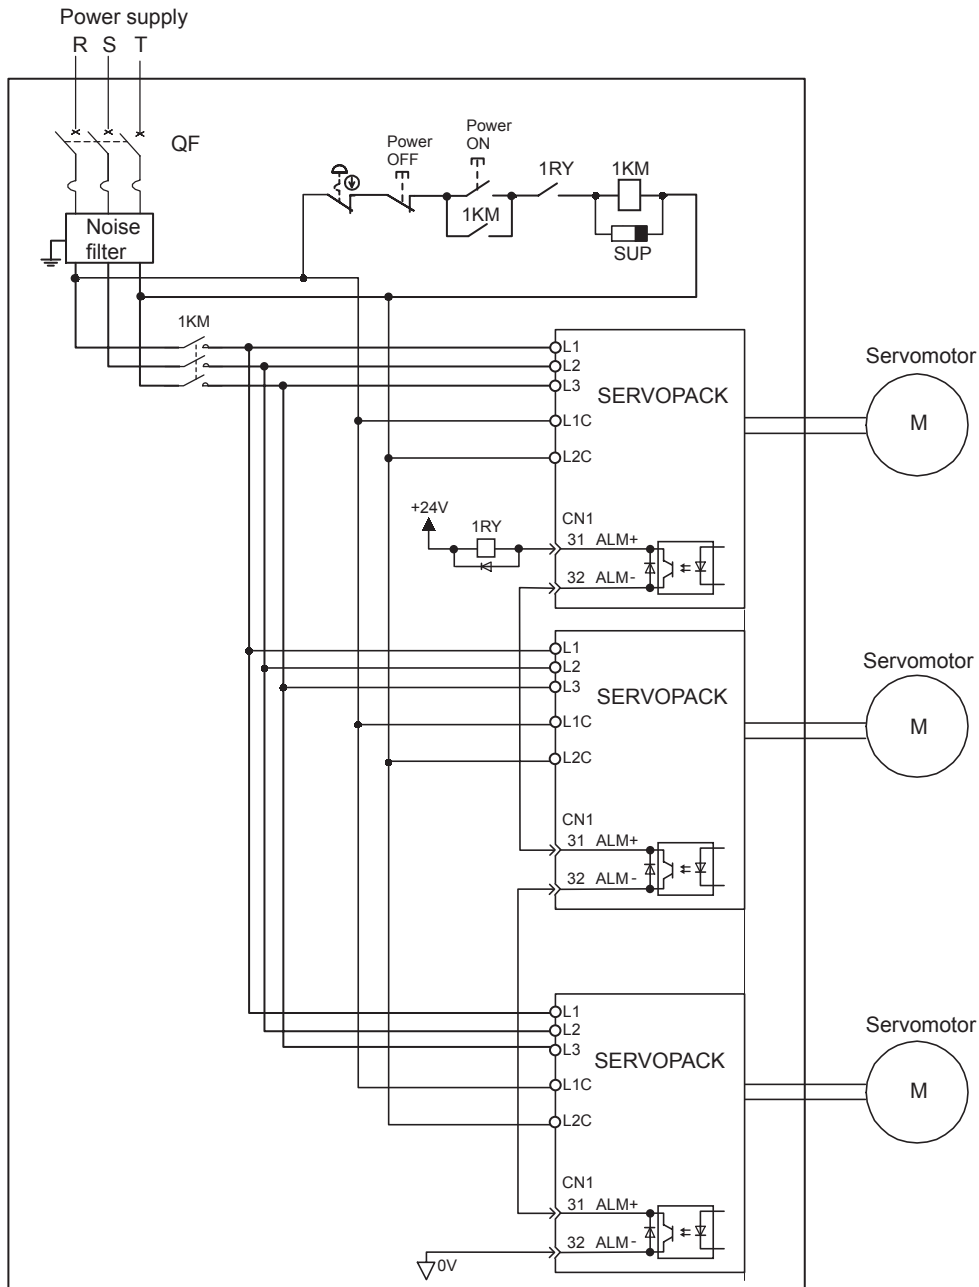 Power supply
R S T
QF
Power
OFF
Power
ON
1RY
1KM
1KM
SUP
Noise
filter
1KM
L1
L2
L3
SERVOPACK
L1C
L2C
Servomotor
M
+24V
1RY
CN1
31 ALM+
32 ALM-
L1
L2
L3
SERVOPACK
L1C
L2C
Servomotor
M
CN1
31 ALM+
32 ALM-
L1
L2
L3
SERVOPACK
L1C
L2C
Servomotor
M
CN1
31 ALM+
32 ALM-
0V